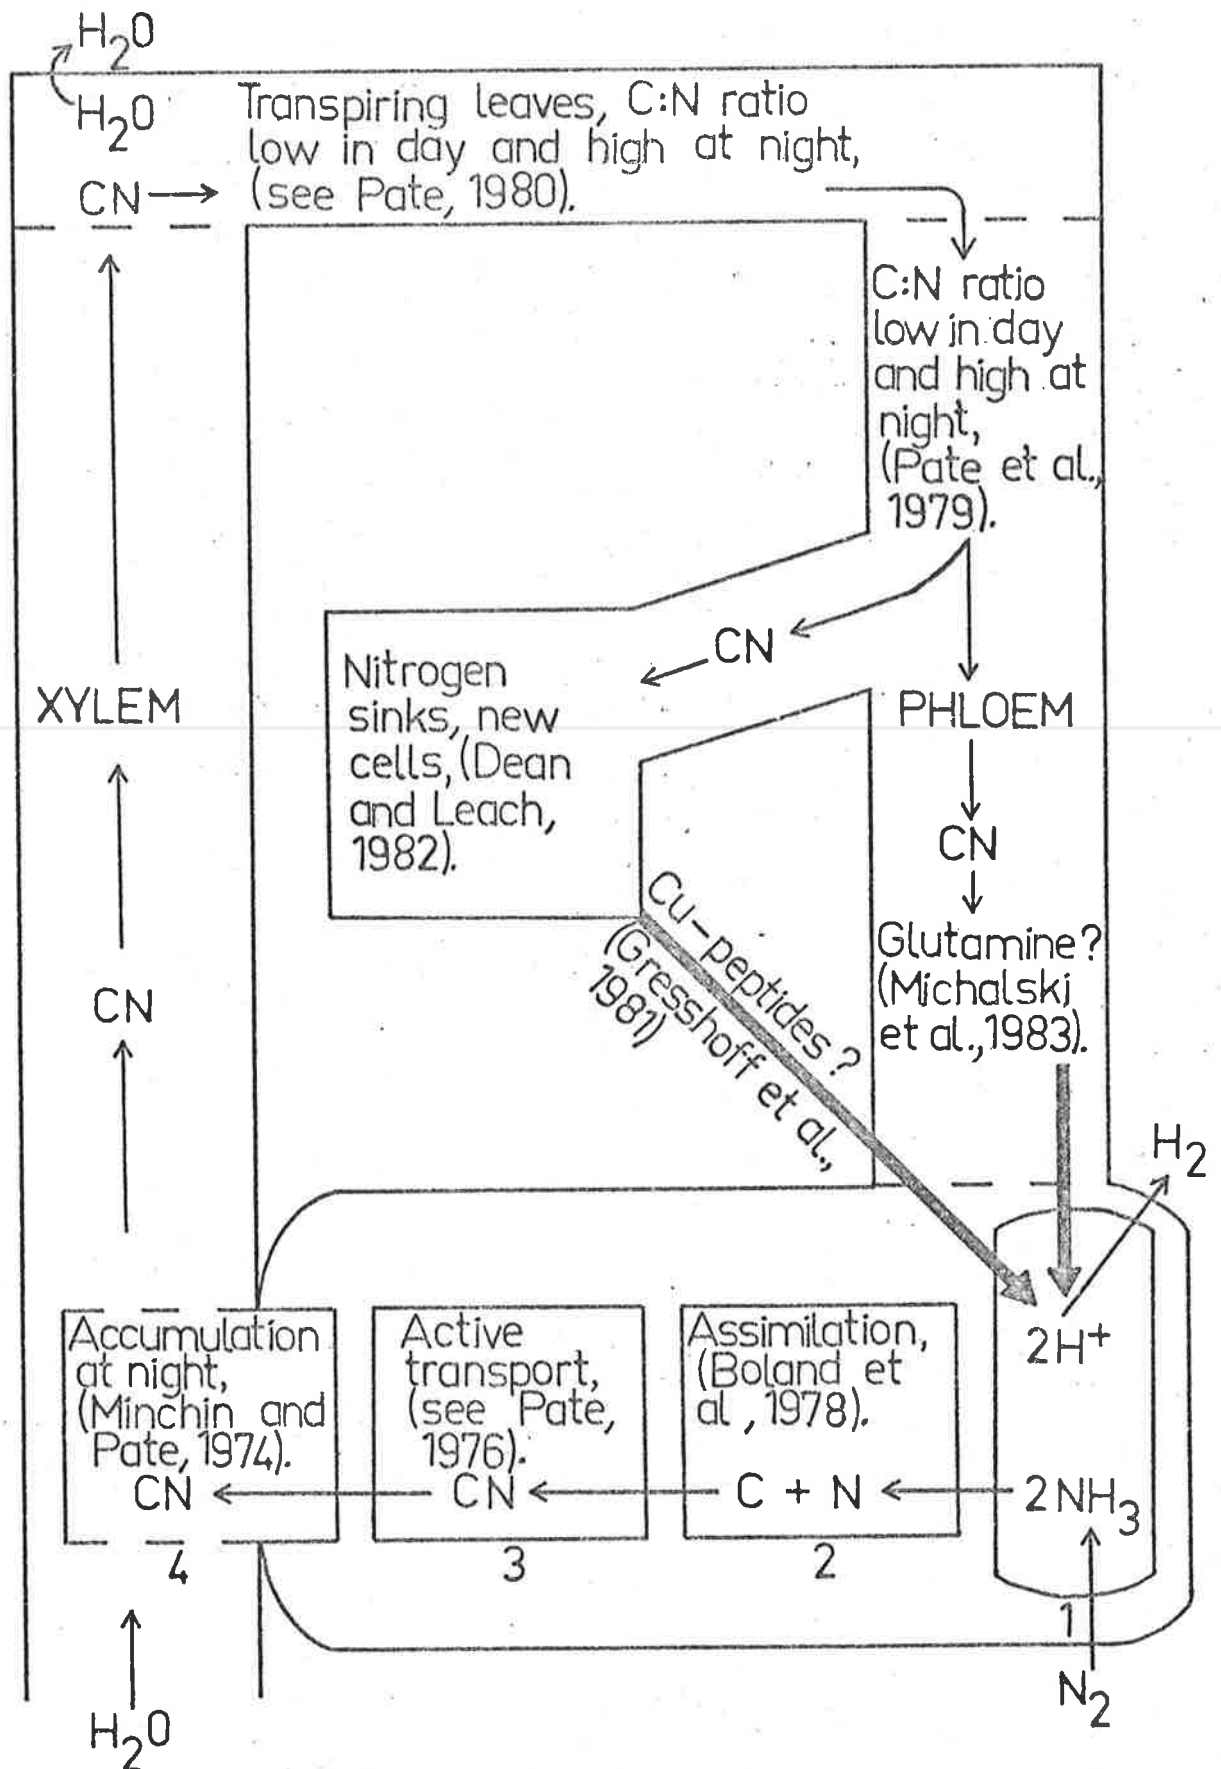 H2O
H2O
Transpiring leaves, C:N ratio
low in day and high at night,
(see Pate, 1980).
CN
C:N ratio
low in day
and high at
night,
(Pate et al.,
1979).
CN
Nitrogen
sinks, new
cells, (Dean
and Leach,
1982).
XYLEM
PHLOEM
CN
Cu-peptides?
(Gresshoff et al.,
1981)
Glutamine?
(Michalski
et al., 1983).
CN
H2
Accumulation
at night,
(Minchin and
Pate, 1974).
CN
4
Active
transport,
(see Pate,
1976).
CN
3
Assimilation,
(Boland et
al , 1978).
C + N
2
2H+
2NH3
1
N2
H2O